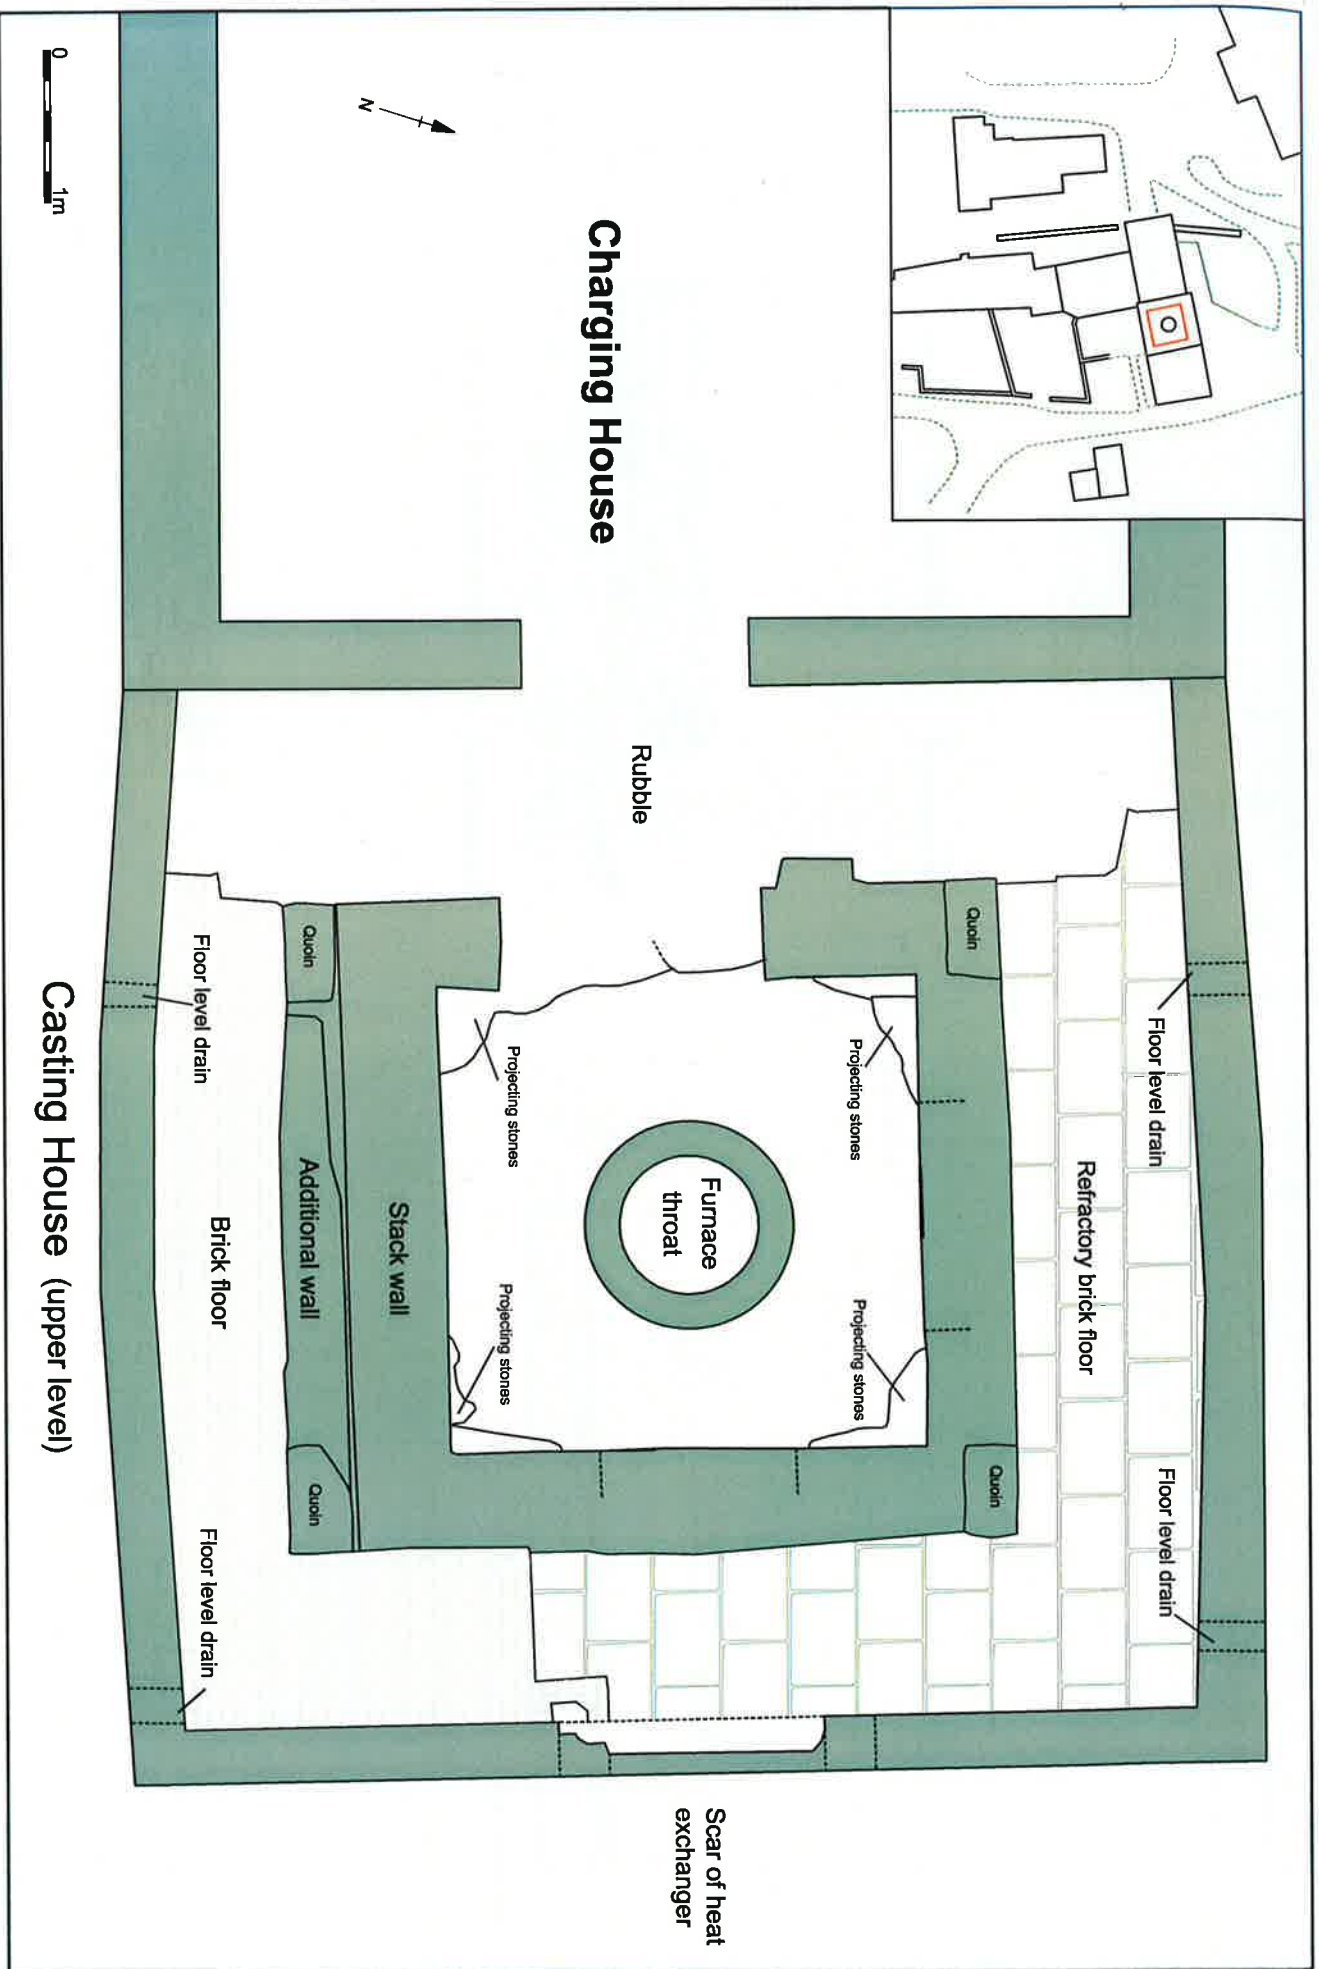 Charging House
N
0 1m
Rubble
Quoin
Quoin
Floor level drain
Floor level drain
Projecting stones
Projecting stones
Refractory brick floor
Furnace
throat
Stack wall
Additional wall
Brick floor
Projecting stones
Projecting stones
Quoin
Quoin
Floor level drain
Floor level drain
Scar of heat
exchanger
Casting House (upper level)